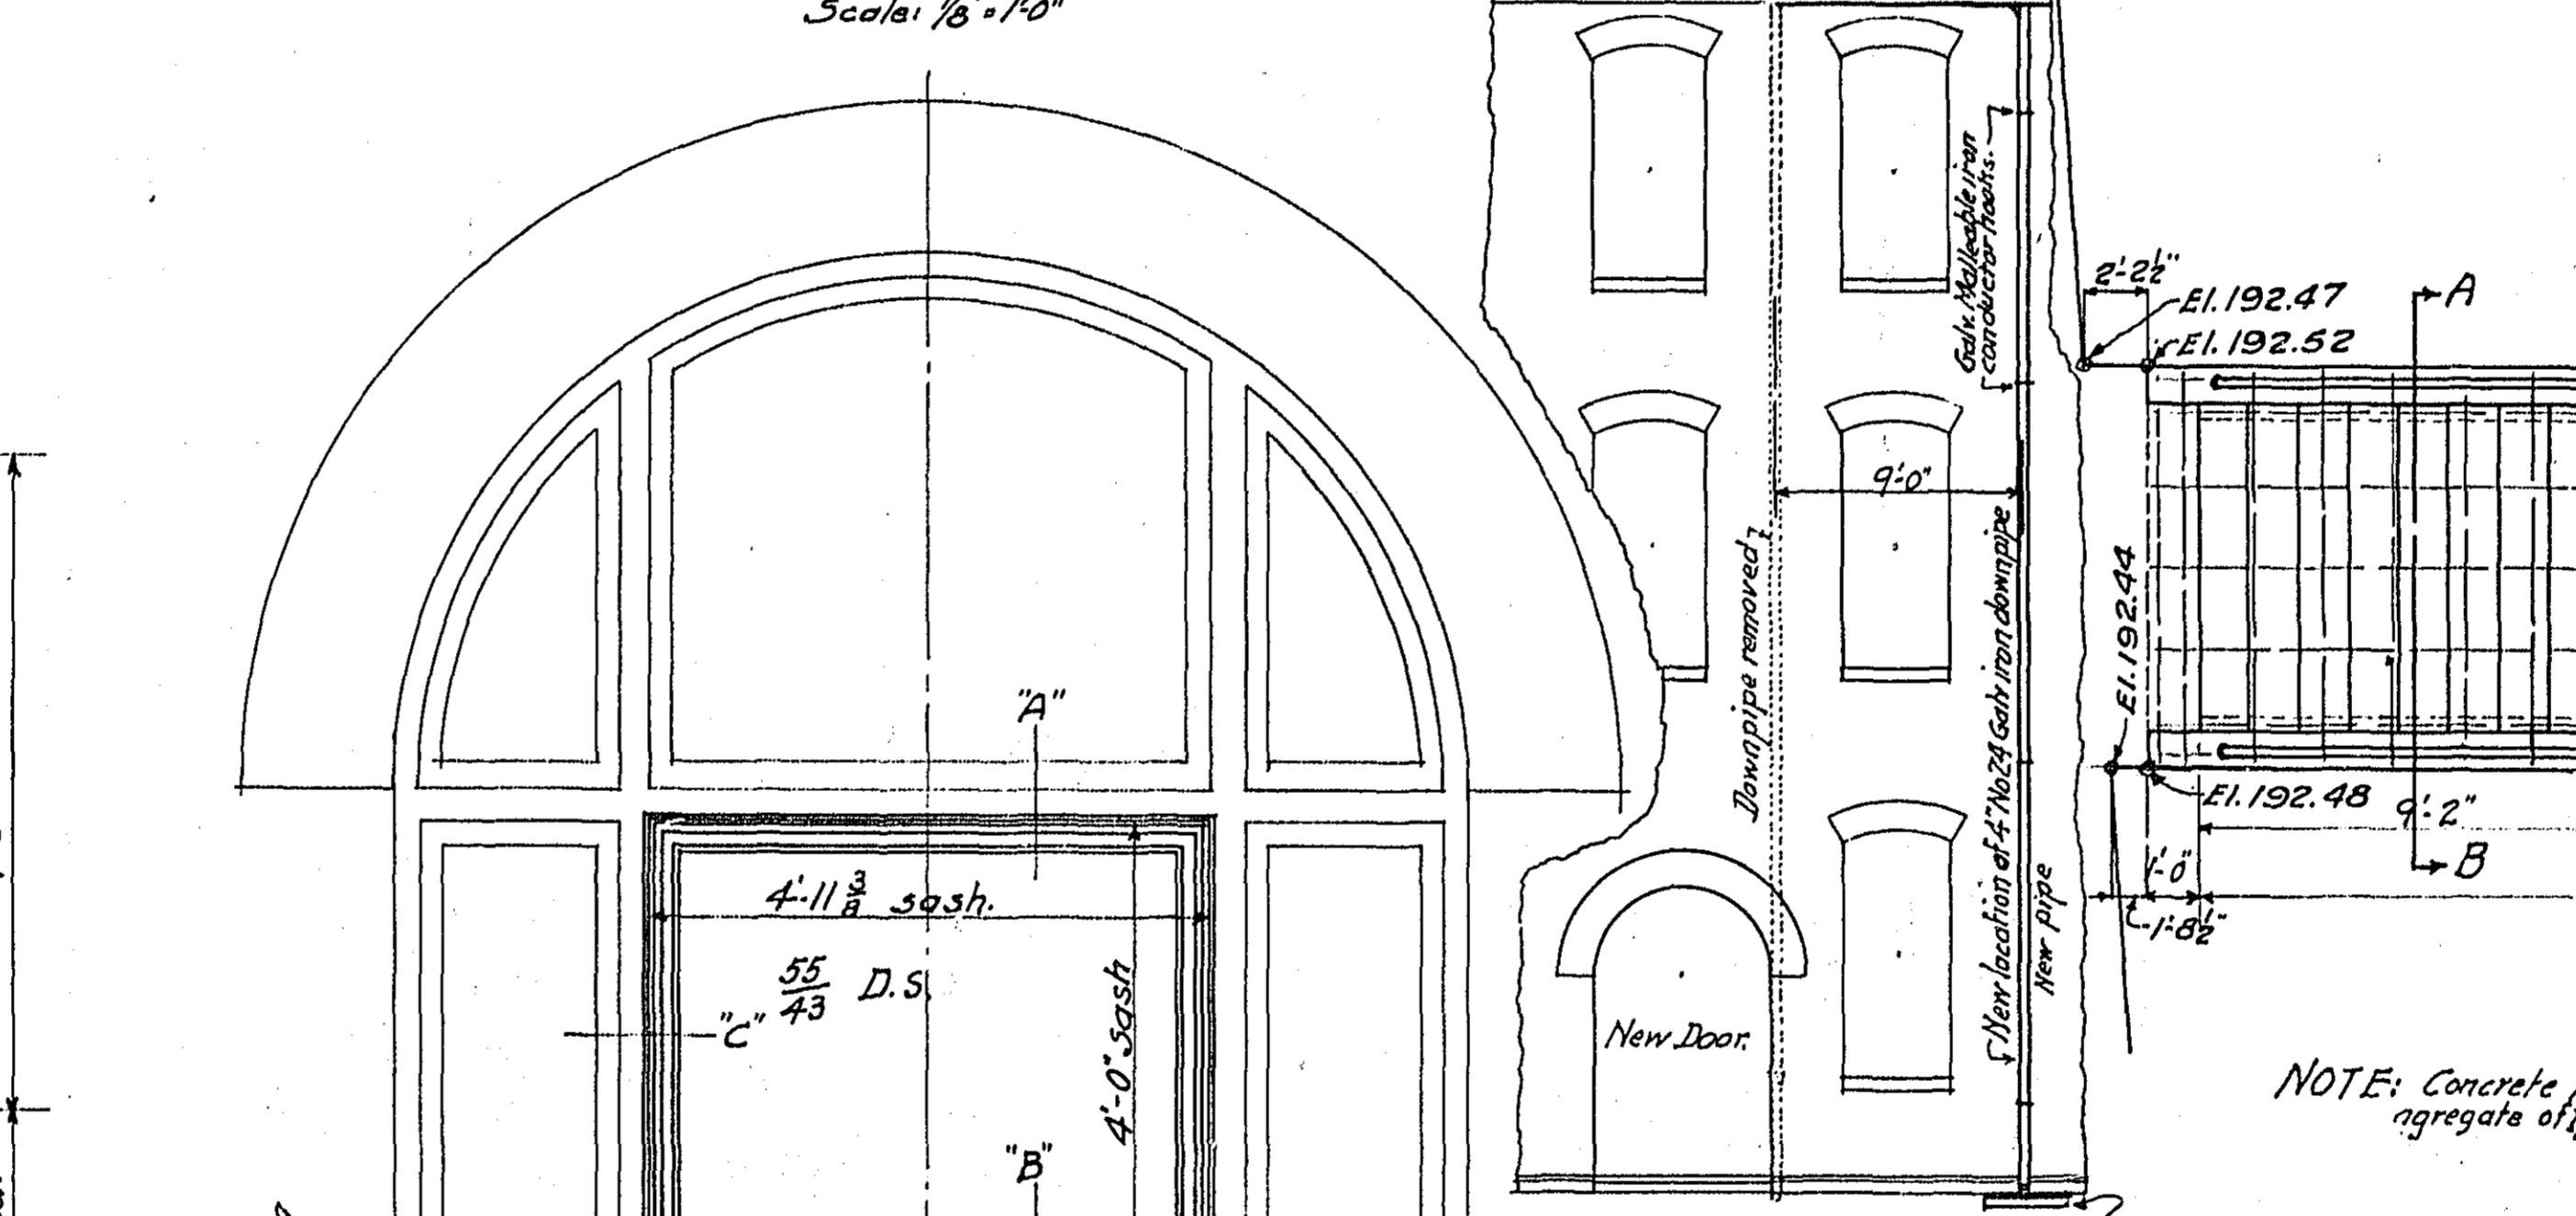 Scale: 1/8" = 1'-0"
"A"
4'-11 3/8 sash.
55/43 D.S.
"C"
4'-0" sash
"B"
Galv. Malleable iron
conductor hooks.
9'-0"
Downpipe removed
New location of 4" No 24 Galv iron downpipe
New pipe
New Door.
2'-2 1/2"
El. 192.47
El. 192.52
A
El. 192.44
El. 192.48
9'-2"
B
1'-0"
1'-8 1/2"
NOTE: Concrete
agregate of